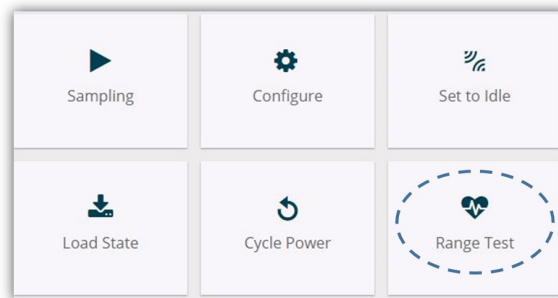 Sampling
Configure
Set to Idle
Load State
Cycle Power
Range Test